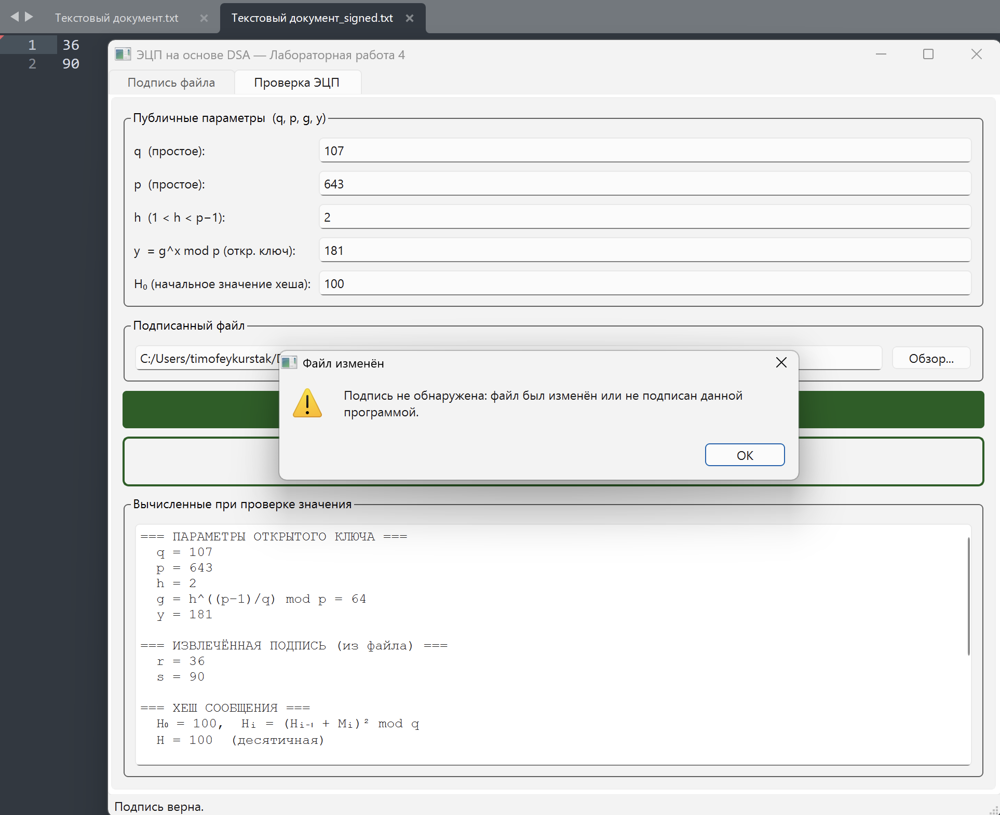 Текстовый документ.txt
Текстовый документ_signed.txt
1 36
2 90
ЭЦП на основе DSA — Лабораторная работа 4
Подпись файла
Проверка ЭЦП
Публичные параметры (q, p, g, y)
q (простое): 107
p (простое): 643
h (1 < h < p−1): 2
y = g^x mod p (откр. ключ): 181
H₀ (начальное значение хеша): 100
Подписанный файл
C:/Users/timofeykurstak/
Обзор...
Файл изменён
Подпись не обнаружена: файл был изменён или не подписан данной
программой.
OK
Вычисленные при проверке значения
=== ПАРАМЕТРЫ ОТКРЫТОГО КЛЮЧА ===
q = 107
p = 643
h = 2
g = h^((p−1)/q) mod p = 64
y = 181
=== ИЗВЛЕЧЁННАЯ ПОДПИСЬ (из файла) ===
r = 36
s = 90
=== ХЕШ СООБЩЕНИЯ ===
H₀ = 100, Hᵢ = (Hᵢ₋₁ + Mᵢ)² mod q
H = 100 (десятичная)
Подпись верна.